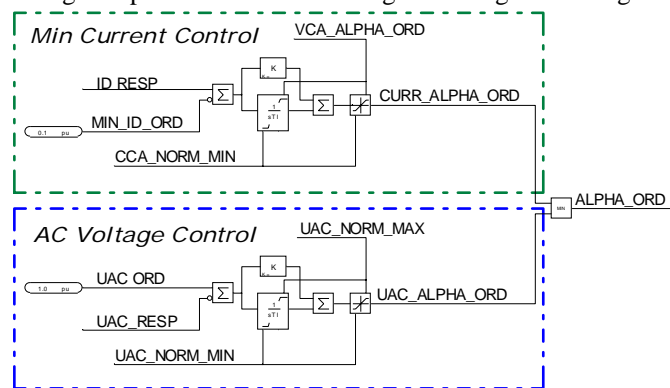 Min Current Control
VCA_ALPHA_ORD
ID RESP
K
Σ
MIN_ID_ORD
0.1 pu
1
sTI
Σ
CURR_ALPHA_ORD
CCA_NORM_MIN
MIN
ALPHA_ORD
AC Voltage Control
UAC_NORM_MAX
UAC ORD
1.0 pu
K
Σ
1
sTI
Σ
UAC_ALPHA_ORD
UAC_RESP
UAC_NORM_MIN